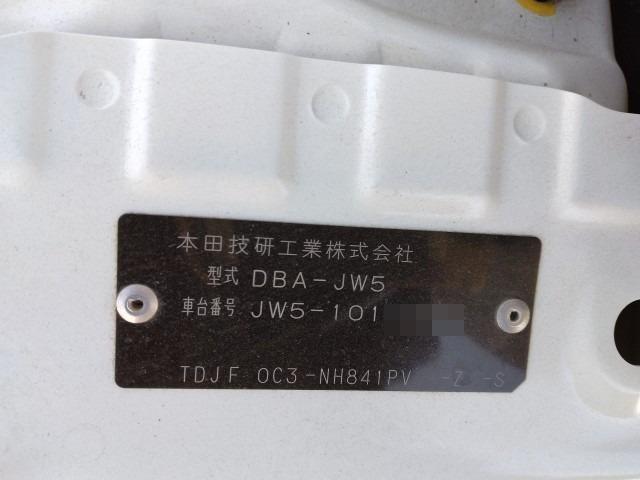 本田技研工業株式会社
型式 DBA-JW5
車台番号 JW5-101
TDJF 0C3-NH841PV -Z -S